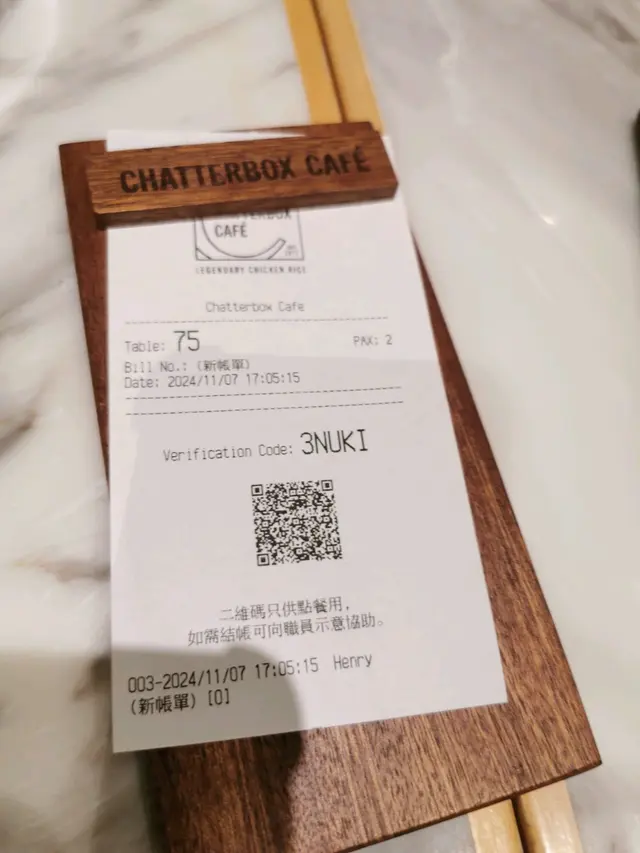 CHATTERBOX CAFÉ
CHATTERBOX
CAFÉ
LEGENDARY CHICKEN RICE
Chatterbox Cafe
Table: 75 PAX: 2
Bill No.: (新帳單)
Date: 2024/11/07 17:05:15
Verification Code: 3NUKI
二維碼只供點餐用,
如需結帳可向職員示意協助。
003-2024/11/07 17:05:15 Henry
(新帳單) [0]